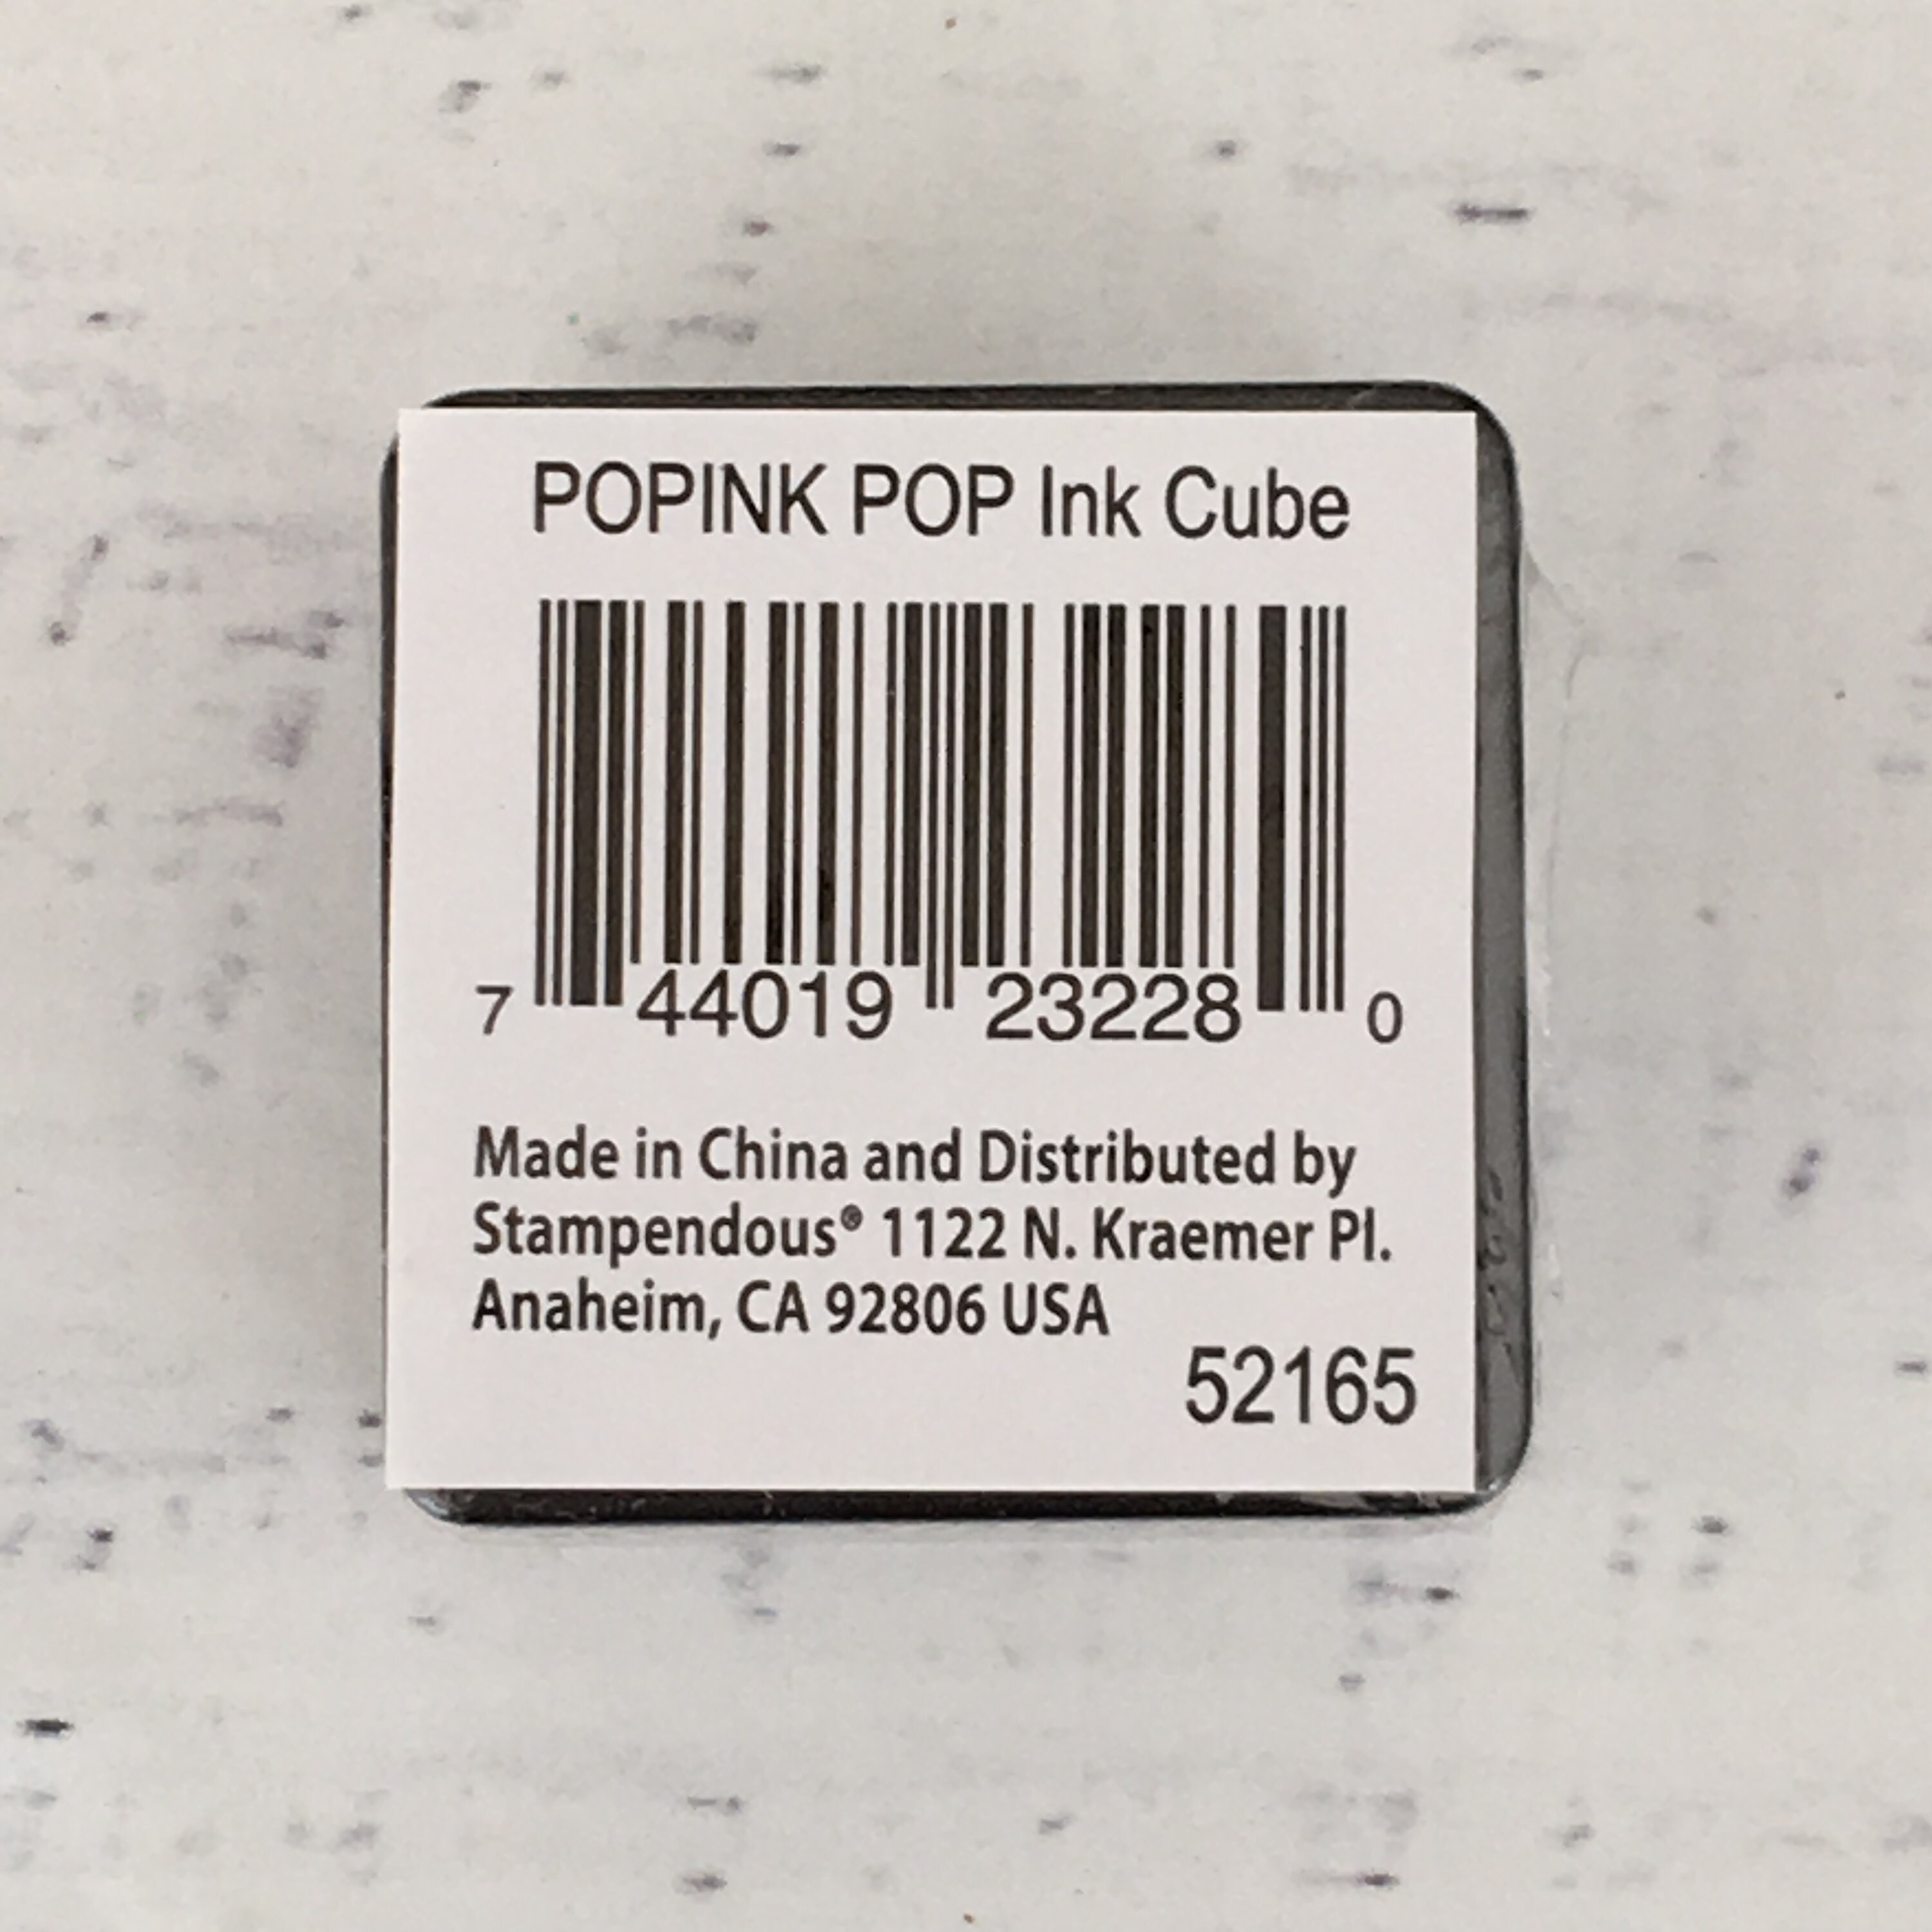 POPINK POP Ink Cube
7 44019 23228 0
Made in China and Distributed by
Stampendous® 1122 N. Kraemer Pl.
Anaheim, CA 92806 USA
52165